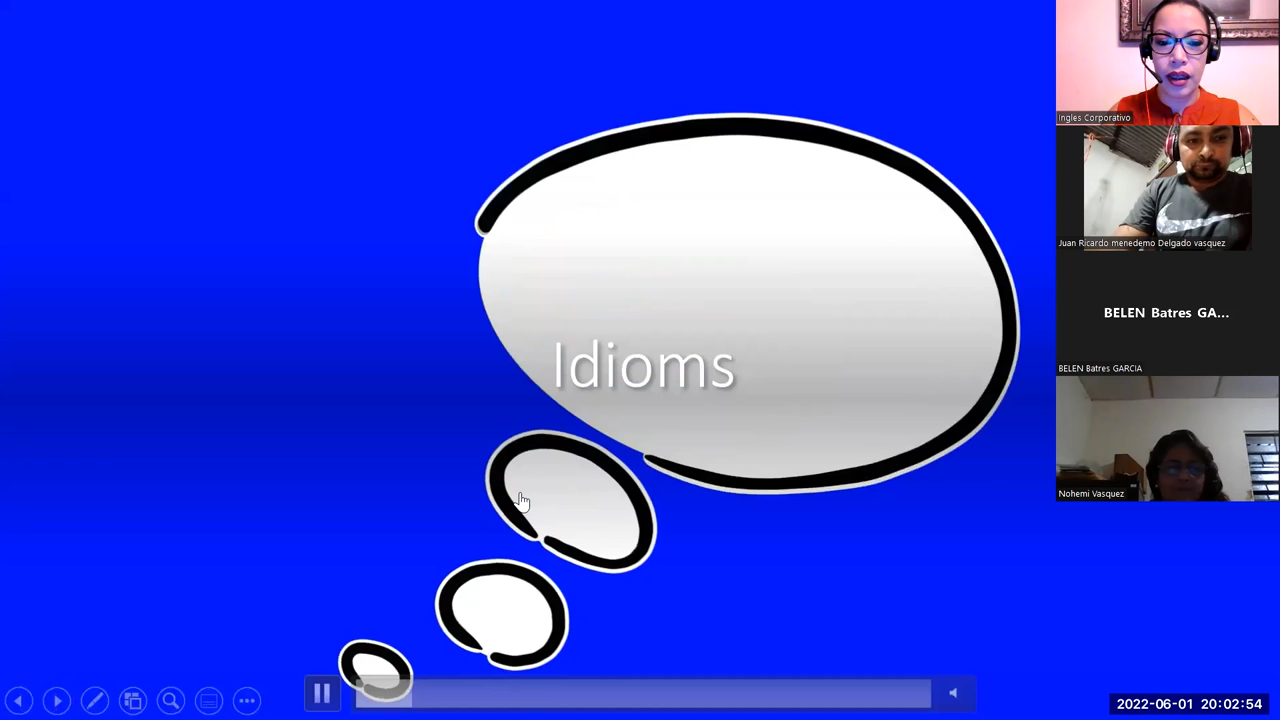 Idioms
Ingles Corporativo
Juan Ricardo menedemo Delgado vasquez
BELEN Batres GA...
BELEN Batres GARCIA
Nohemi Vasquez
2022-06-01 20:02:54